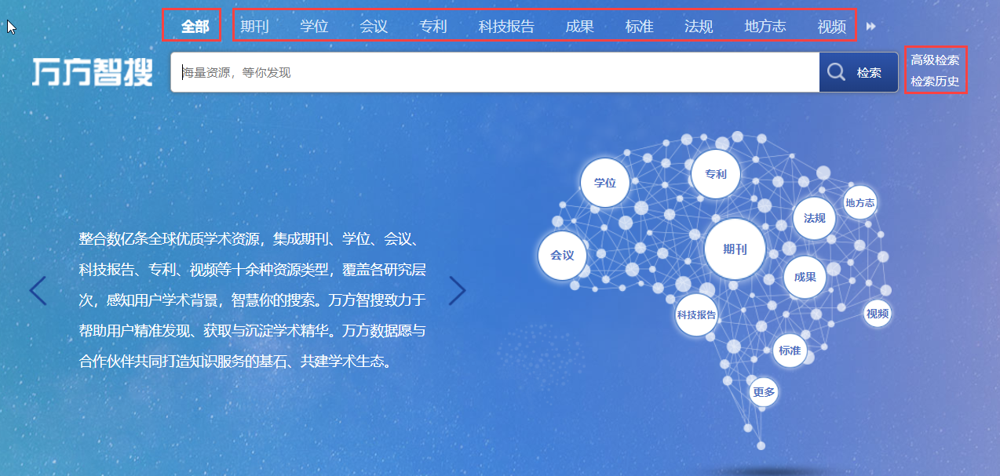 全部 期刊 学位 会议 专利 科技报告 成果 标准 法规 地方志 视频
万方智搜
海量资源，等你发现
检索
高级检索
检索历史
整合数亿条全球优质学术资源，集成期刊、学位、会议、
科技报告、专利、视频等十余种资源类型，覆盖各研究层
次，感知用户学术背景，智慧你的搜索。万方智搜致力于
帮助用户精准发现、获取与沉淀学术精华。万方数据愿与
合作伙伴共同打造知识服务的基石、共建学术生态。
专利
学位
地方志
法规
期刊
会议
成果
科技报告
视频
标准
更多